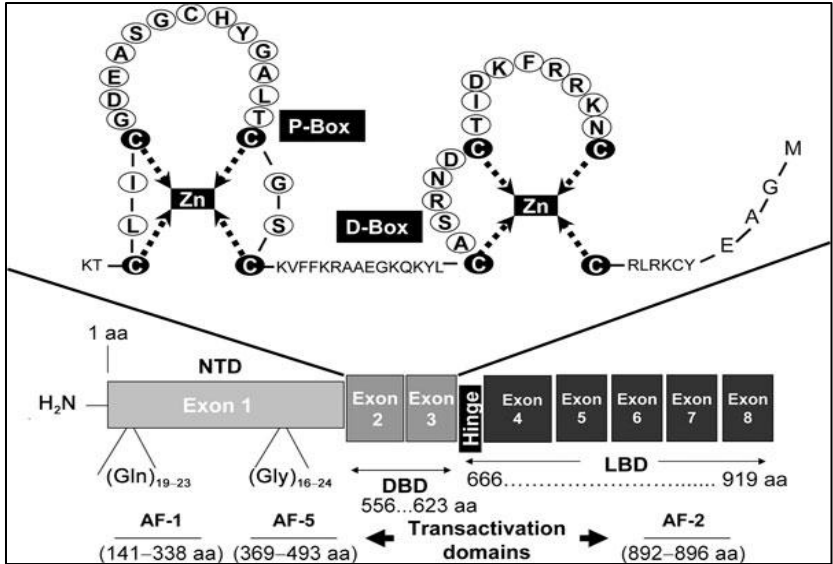 KT
C
L
I
C
GDEASGCHYGALT
C
G
S
C
P-Box
Zn
KVFFKRAAEGKQKYL
C
ASRND
C
TIDKFRRKN
C
C
D-Box
Zn
RLRKCY
E
A
G
M
1 aa
NTD
H₂N
Exon 1
Exon
2
Exon
3
Hinge
Exon
4
Exon
5
Exon
6
Exon
7
Exon
8
(Gln)19–23
(Gly)16–24
DBD
556...623 aa
LBD
666............................ 919 aa
AF-1
(141–338 aa)
AF-5
(369–493 aa)
Transactivation
domains
AF-2
(892–896 aa)